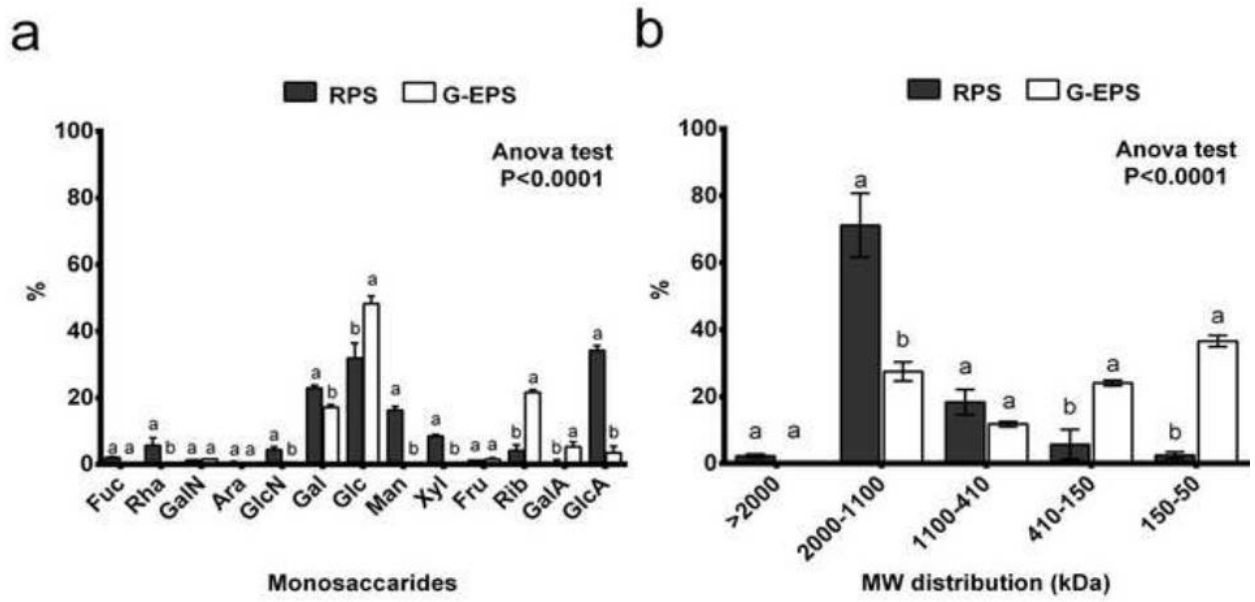 a
RPS G-EPS
100
80
60
40
20
0
%
Anova test
P<0.0001
a a a b a a a a a b a b b a a b a b a a b a b a a b
Fuc Rha GalN Ara GlcN Gal Glc Man Xyl Fru Rib GalA GlcA
Monosaccarides
b
RPS G-EPS
100
80
60
40
20
0
%
Anova test
P<0.0001
a a a b a a b a b a
>2000 2000-1100 1100-410 410-150 150-50
MW distribution (kDa)